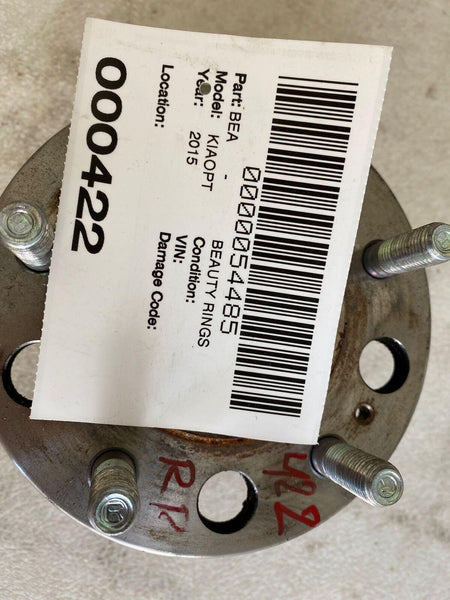 0000054485
Part: BEA - BEAUTY RINGS
Model: KIAOPT Condition:
Year: 2015 VIN:
Location: Damage Code:
000422
422
RR